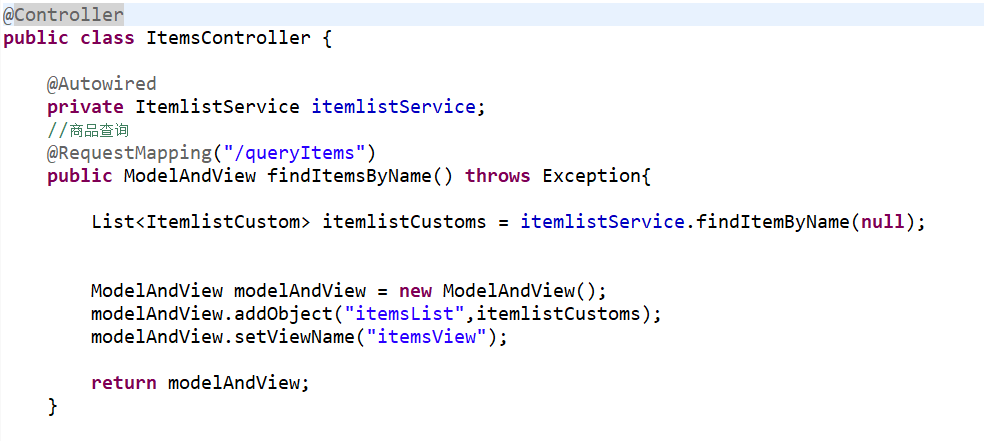 @Controller
public class ItemsController {
@Autowired
private ItemlistService itemlistService;
//商品查询
@RequestMapping("/queryItems")
public ModelAndView findItemsByName() throws Exception{
List<ItemlistCustom> itemlistCustoms = itemlistService.findItemByName(null);
ModelAndView modelAndView = new ModelAndView();
modelAndView.addObject("itemsList",itemlistCustoms);
modelAndView.setViewName("itemsView");
return modelAndView;
}